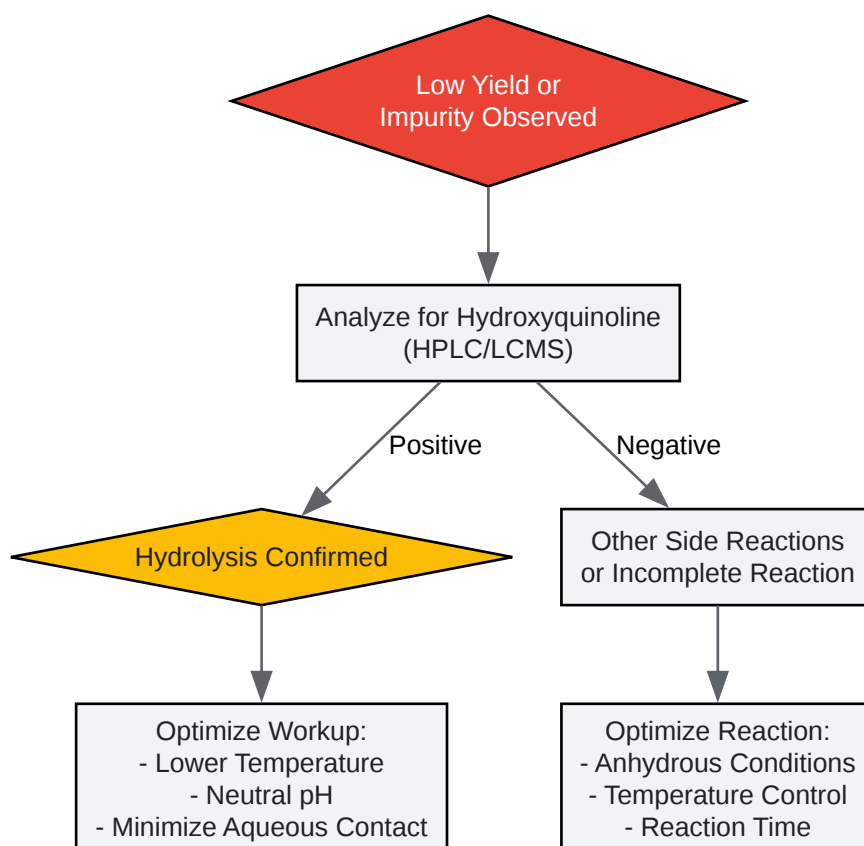 Low Yield or
Impurity Observed
Analyze for Hydroxyquinoline
(HPLC/LCMS)
Positive
Negative
Hydrolysis Confirmed
Other Side Reactions
or Incomplete Reaction
Optimize Workup:
- Lower Temperature
- Neutral pH
- Minimize Aqueous Contact
Optimize Reaction:
- Anhydrous Conditions
- Temperature Control
- Reaction Time